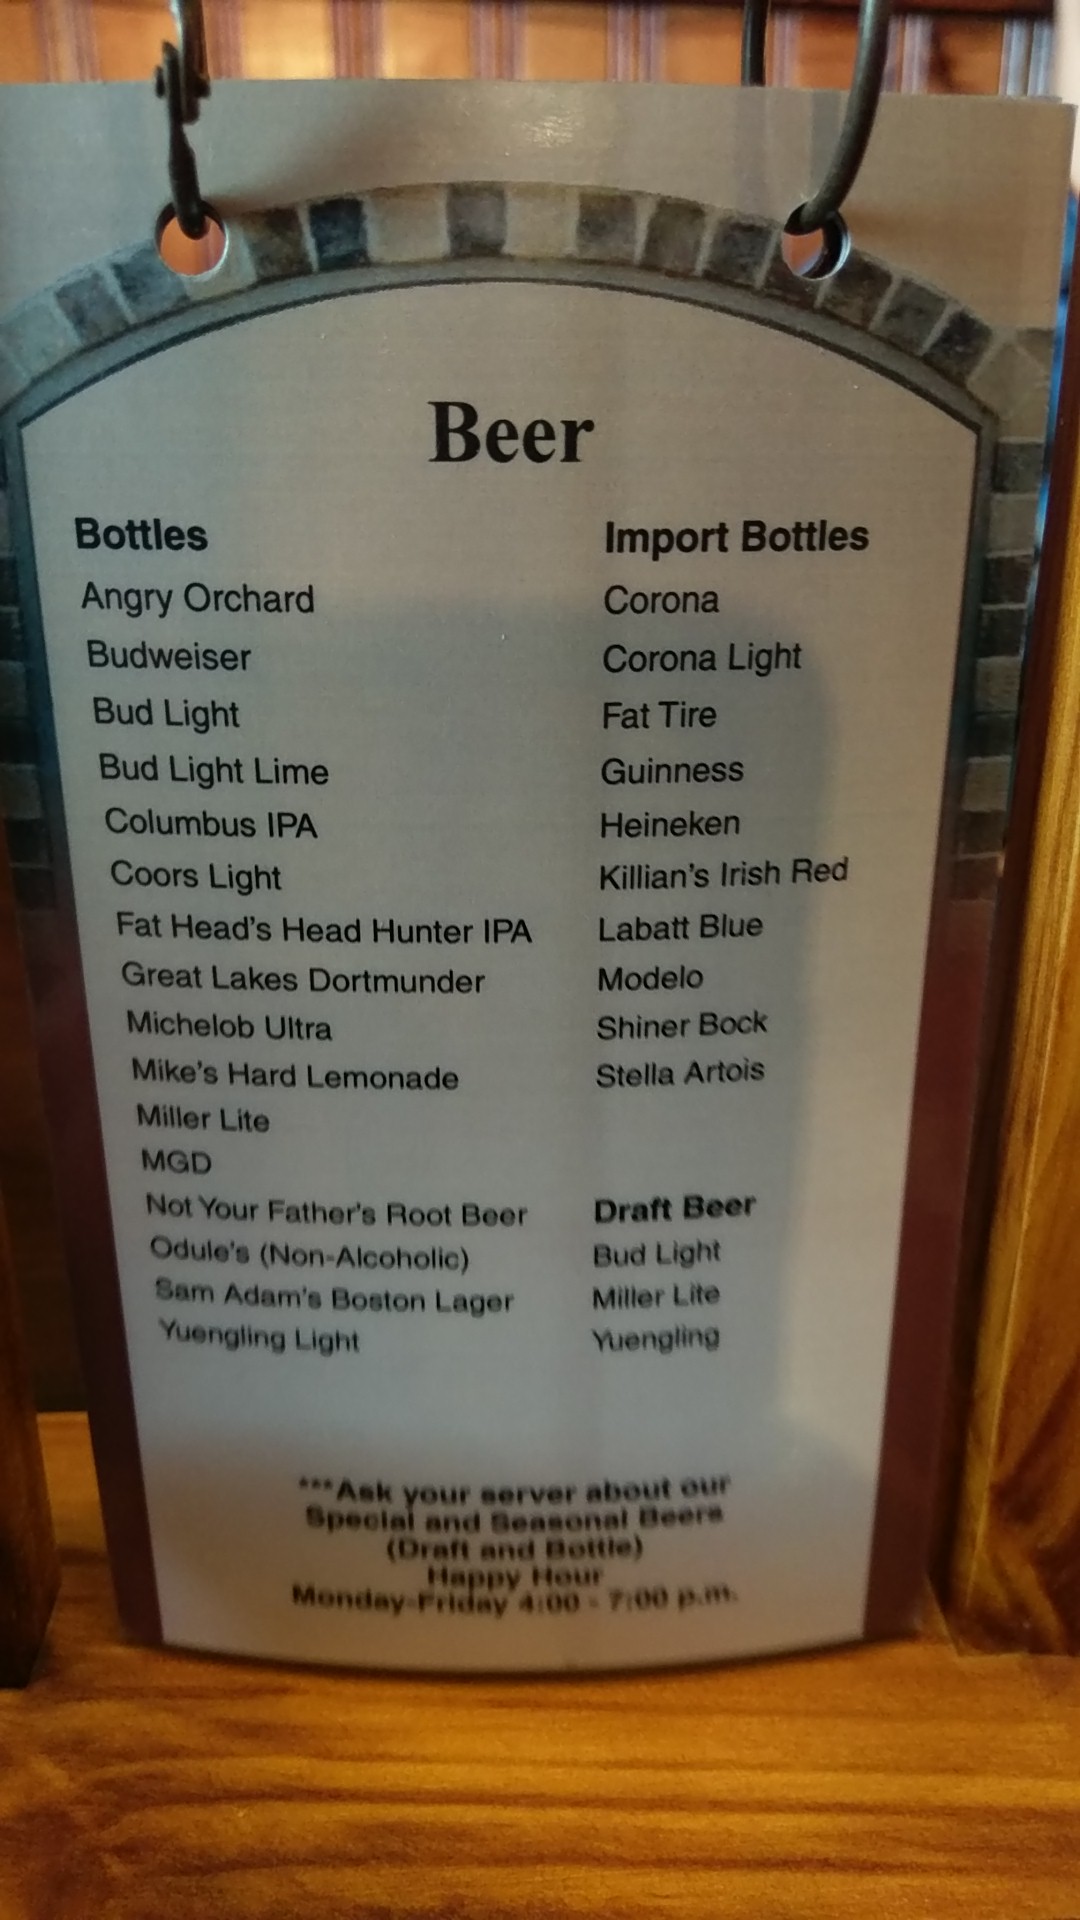 Beer
Bottles
Angry Orchard
Budweiser
Bud Light
Bud Light Lime
Columbus IPA
Coors Light
Fat Head's Head Hunter IPA
Great Lakes Dortmunder
Michelob Ultra
Mike's Hard Lemonade
Miller Lite
MGD
Not Your Father's Root Beer
Odule's (Non-Alcoholic)
Sam Adam's Boston Lager
Yuengling Light
Import Bottles
Corona
Corona Light
Fat Tire
Guinness
Heineken
Killian's Irish Red
Labatt Blue
Modelo
Shiner Bock
Stella Artois
Draft Beer
Bud Light
Miller Lite
Yuengling
***Ask your server about our
Special and Seasonal Beers
(Draft and Bottle)
Happy Hour
Monday-Friday 4:00 - 7:00 p.m.